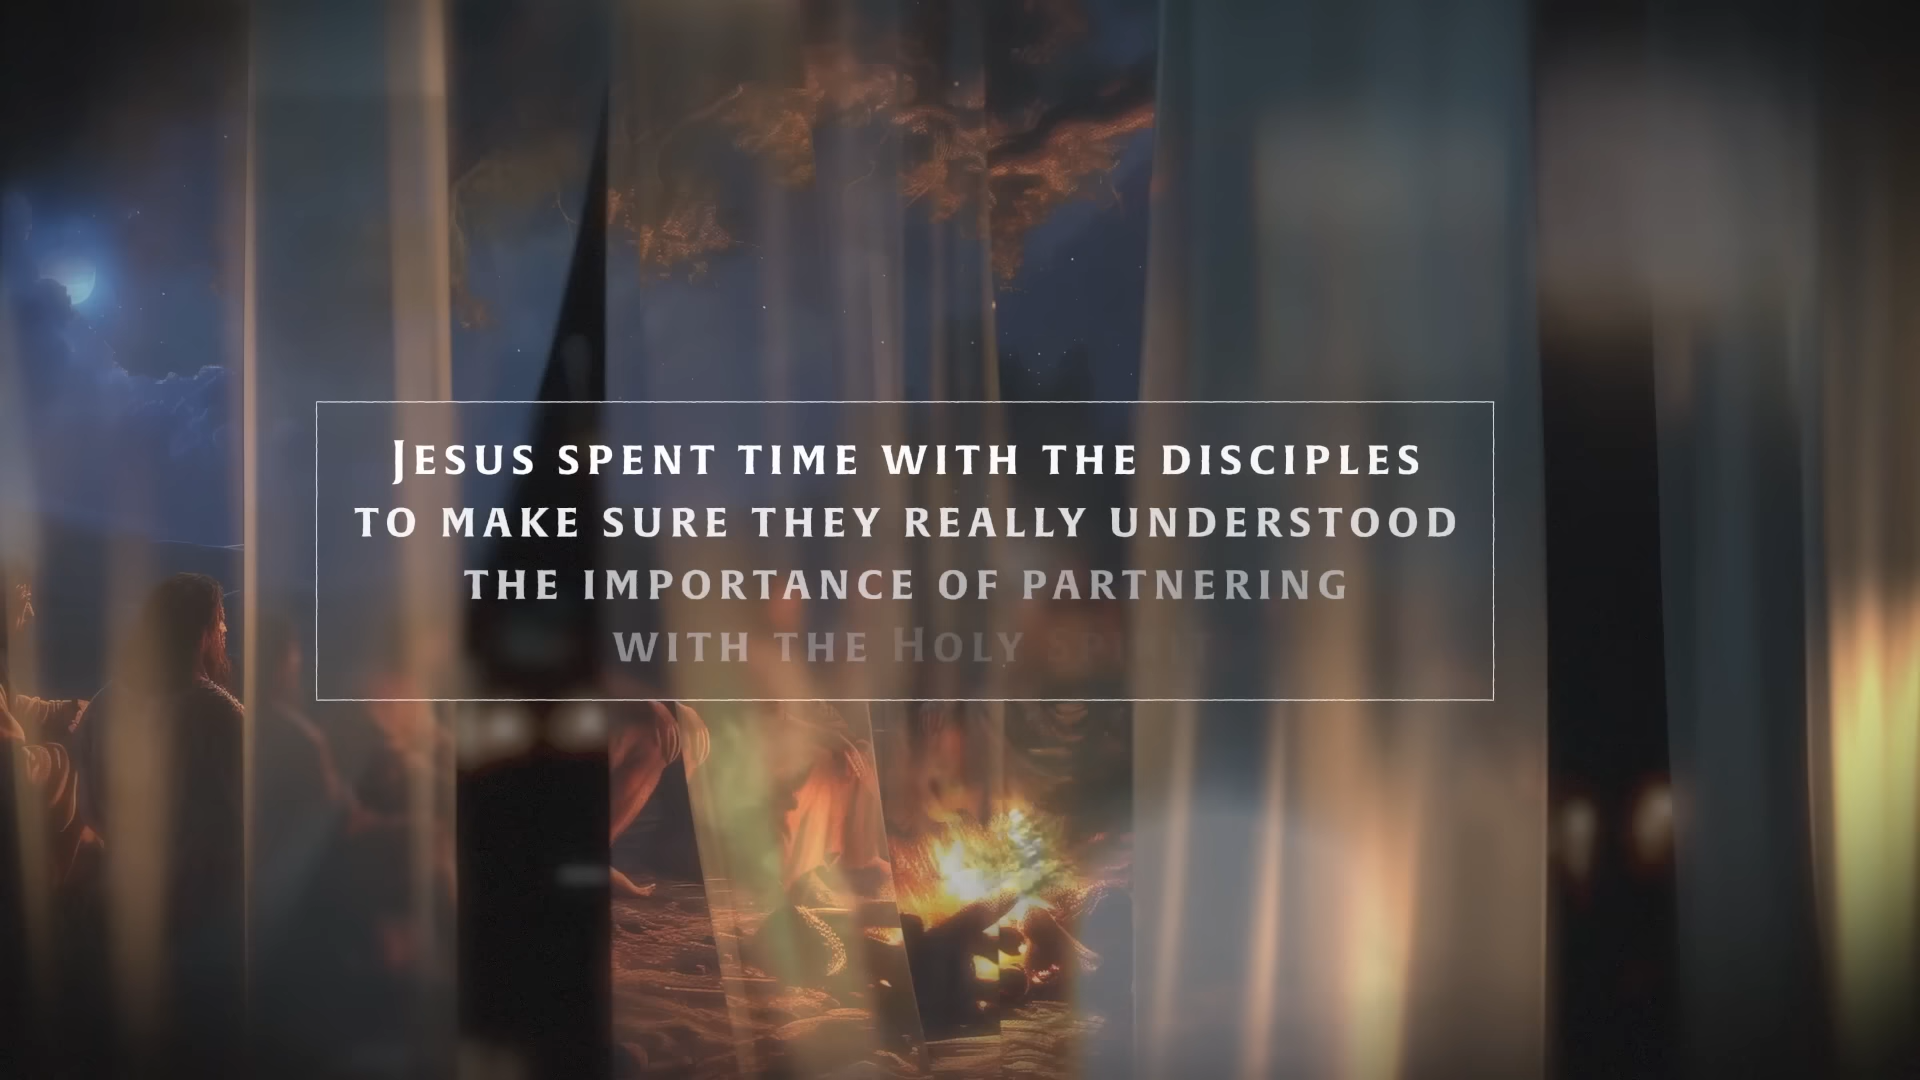 Jesus spent time with the disciples
to make sure they really understood
the importance of partnering
with the Holy Spirit